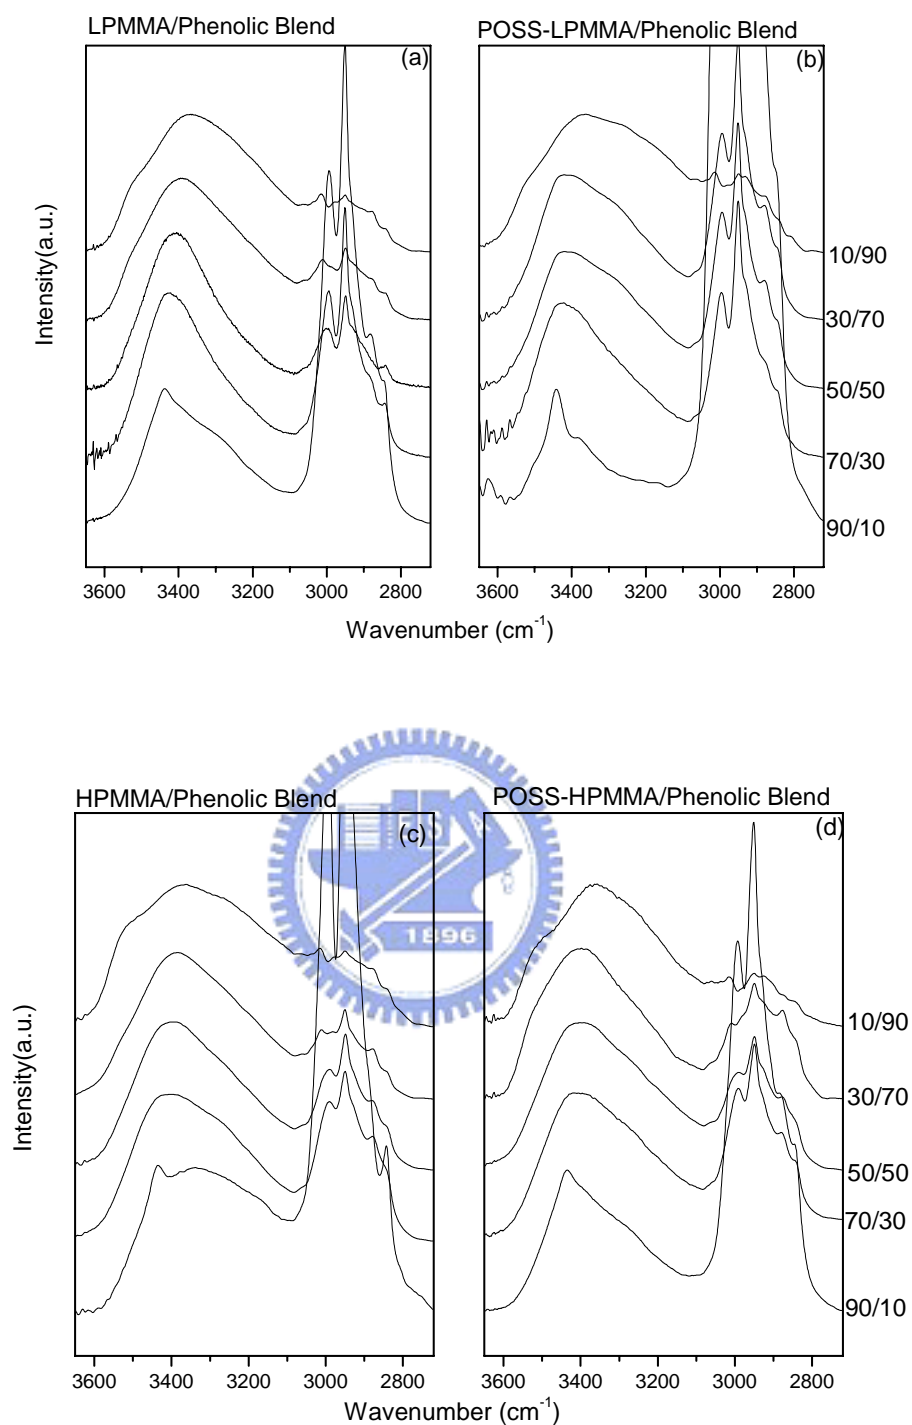 LPMMA/Phenolic Blend
POSS-LPMMA/Phenolic Blend
(a)
(b)
Intensity(a.u.)
10/90
30/70
50/50
70/30
90/10
3600 3400 3200 3000 2800
3600 3400 3200 3000 2800
Wavenumber (cm⁻¹)
HPMMA/Phenolic Blend
POSS-HPMMA/Phenolic Blend
(c)
(d)
1896
Intensity(a.u.)
10/90
30/70
50/50
70/30
90/10
3600 3400 3200 3000 2800
3600 3400 3200 3000 2800
Wavenumber (cm⁻¹)